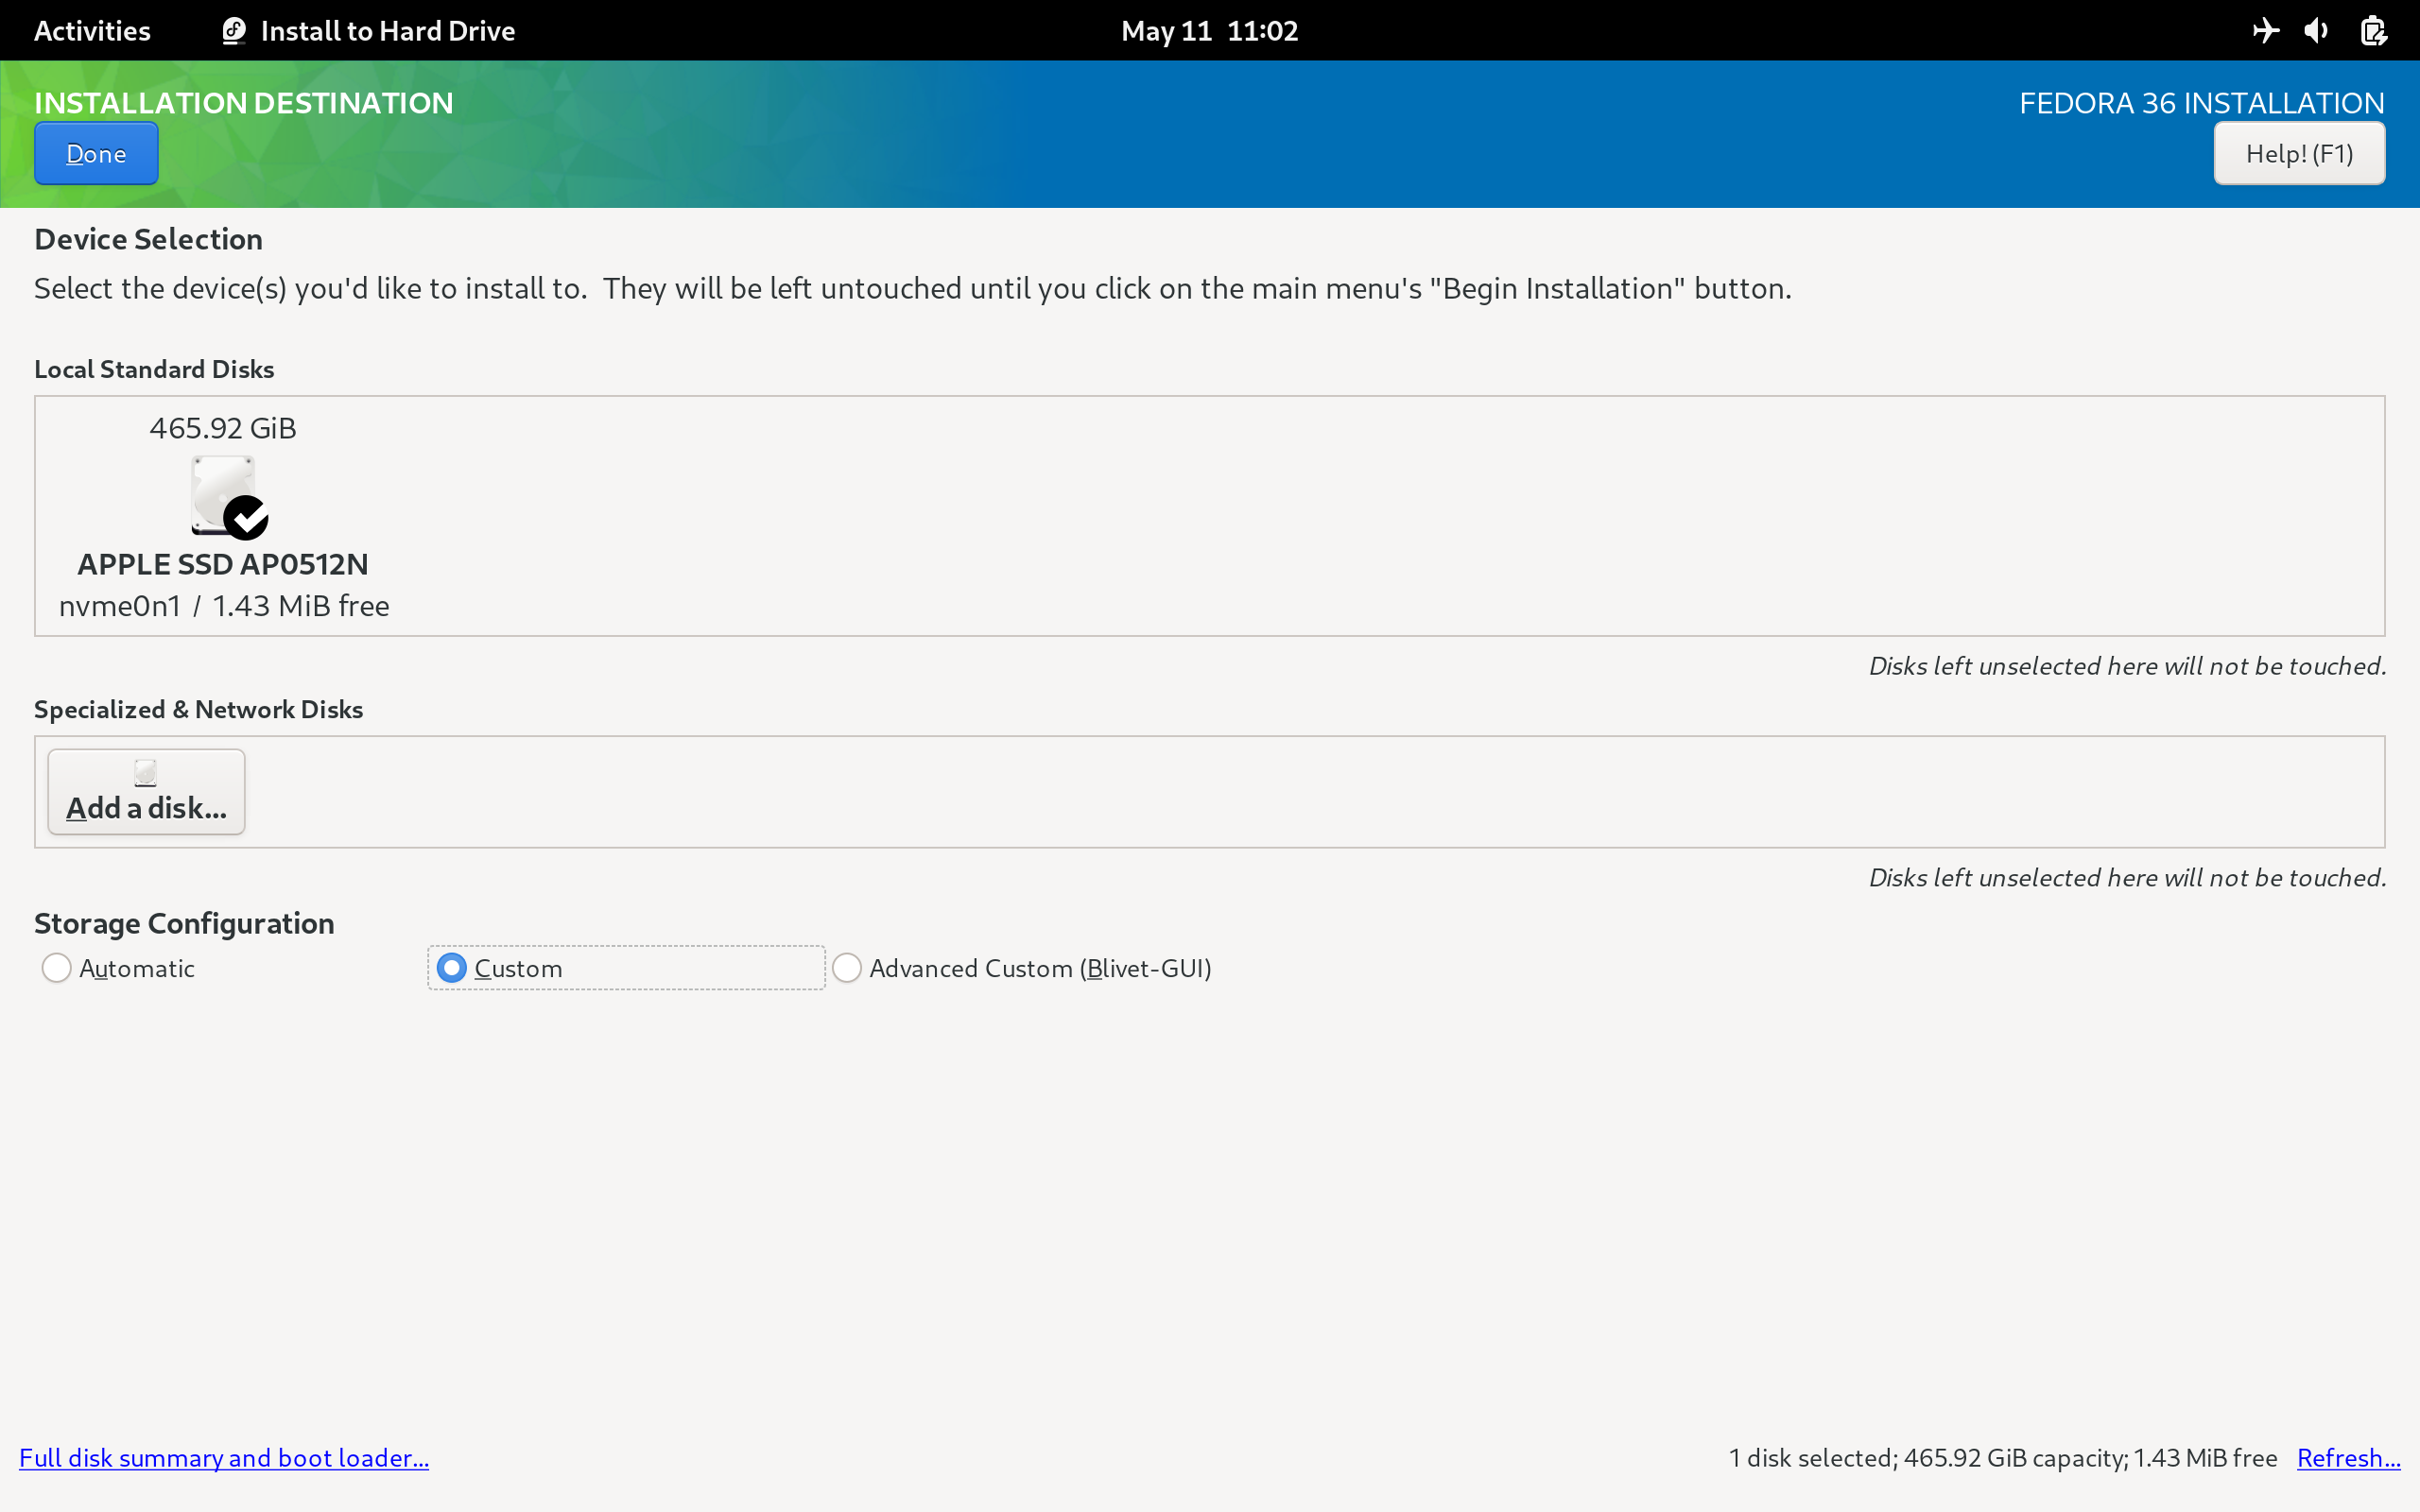 Activities Install to Hard Drive May 11 11:02
INSTALLATION DESTINATION FEDORA 36 INSTALLATION
Done Help! (F1)
Device Selection
Select the device(s) you'd like to install to. They will be left untouched until you click on the main menu's "Begin Installation" button.
Local Standard Disks
465.92 GiB
APPLE SSD AP0512N
nvme0n1 / 1.43 MiB free
Disks left unselected here will not be touched.
Specialized & Network Disks
Add a disk...
Disks left unselected here will not be touched.
Storage Configuration
Automatic Custom Advanced Custom (Blivet-GUI)
Full disk summary and boot loader... 1 disk selected; 465.92 GiB capacity; 1.43 MiB free Refresh...